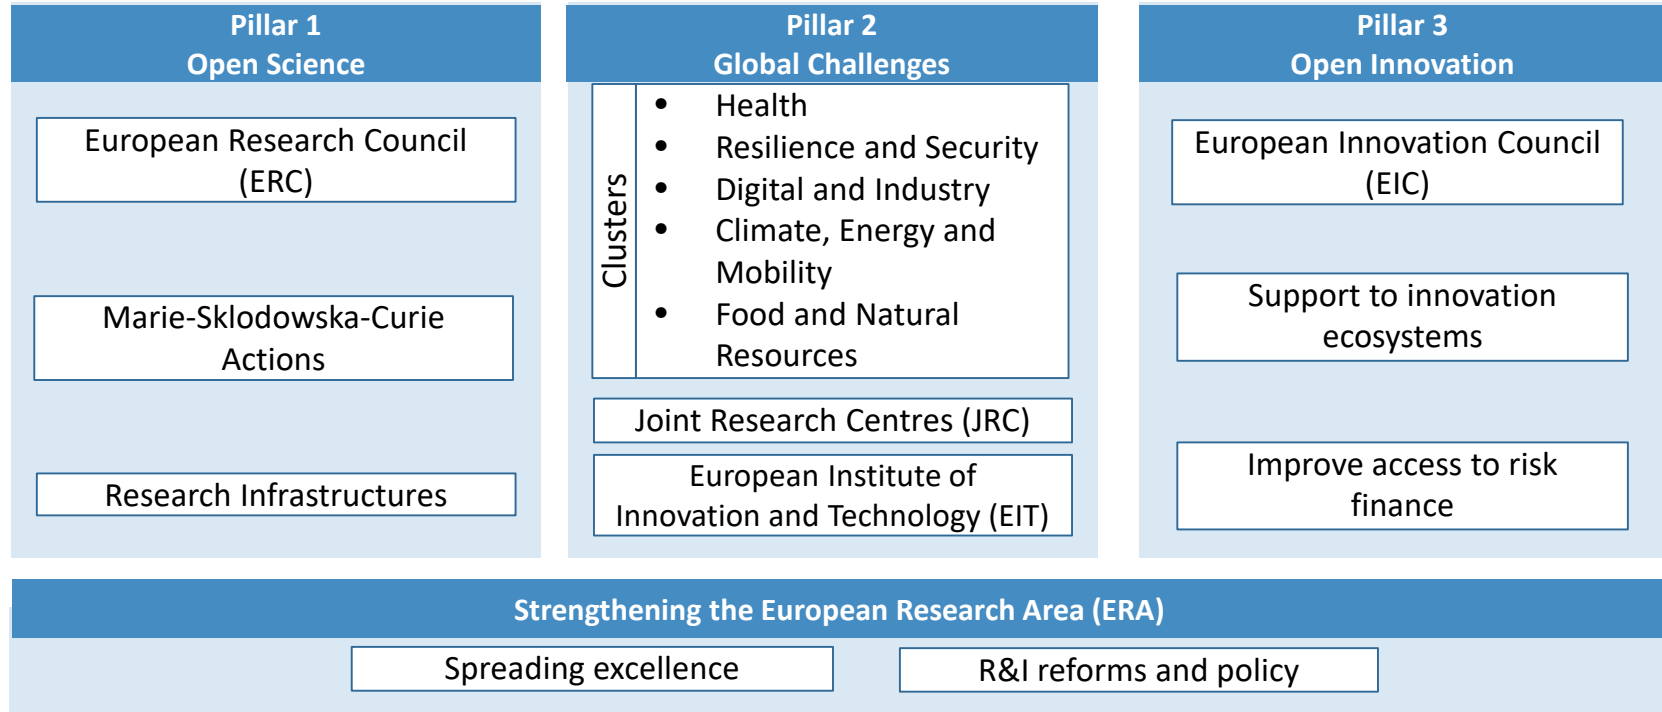 Pillar 1
Open Science
European Research Council
(ERC)
Marie-Sklodowska-Curie
Actions
Research Infrastructures
Pillar 2
Global Challenges
Clusters
• Health
• Resilience and Security
• Digital and Industry
• Climate, Energy and
Mobility
• Food and Natural
Resources
Joint Research Centres (JRC)
European Institute of
Innovation and Technology (EIT)
Pillar 3
Open Innovation
European Innovation Council
(EIC)
Support to innovation
ecosystems
Improve access to risk
finance
Strengthening the European Research Area (ERA)
Spreading excellence
R&I reforms and policy